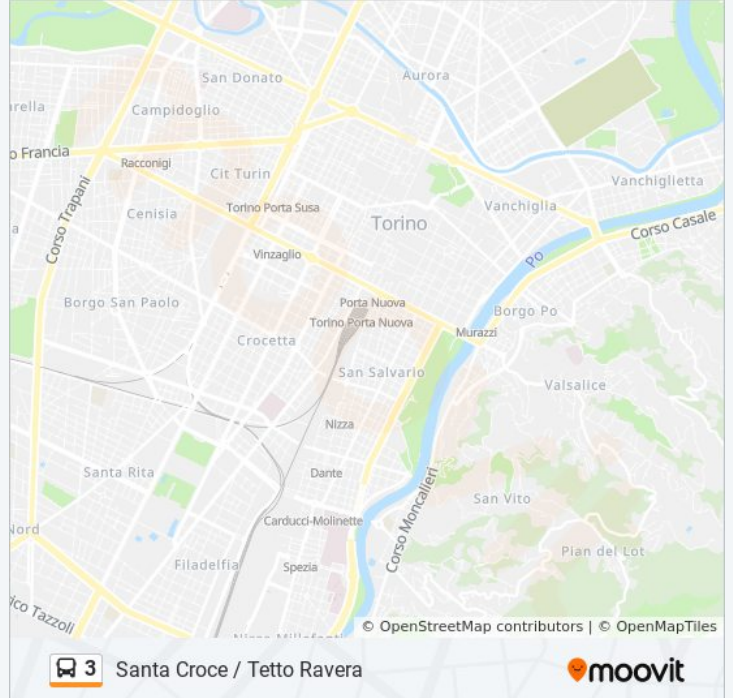 San Donato
Aurora
arella
Campidoglio
o Francia
Racconigi
Cit Turin
Vanchiglietta
Corso Trapani
Cenisia
Torino Porta Susa
Vanchiglia
a
Torino
Corso Casale
Vinzaglio
Po
Borgo San Paolo
Porta Nuova
Borgo Po
Torino Porta Nuova
Murazzi
Crocetta
San Salvario
Valsalice
Nizza
Santa Rita
Dante
San Vito
Corso Moncalieri
Nord
Carducci-Molinette
Pian del Lot
Filadelfia
Spezia
ico Tazzoli
© OpenStreetMap contributors | © OpenMapTiles
3 Santa Croce / Tetto Ravera
moovit